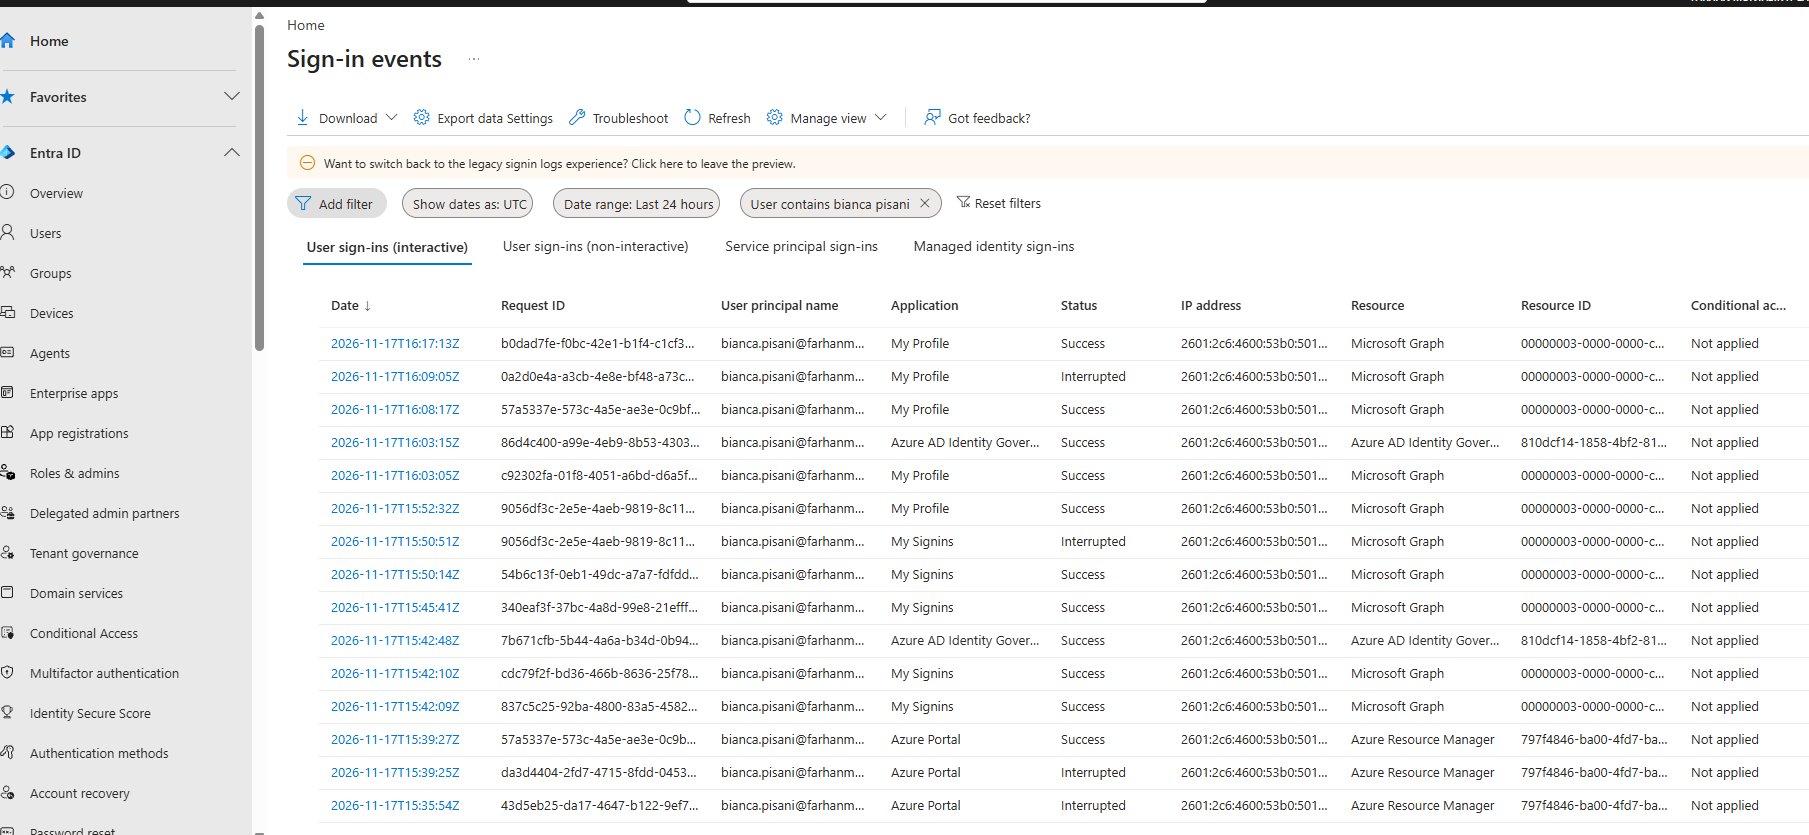 Home
Favorites
Entra ID
Overview
Users
Groups
Devices
Agents
Enterprise apps
App registrations
Roles & admins
Delegated admin partners
Tenant governance
Domain services
Conditional Access
Multifactor authentication
Identity Secure Score
Authentication methods
Account recovery
Password reset
Home
Sign-in events ...
Download Export data Settings Troubleshoot Refresh Manage view Got feedback?
Want to switch back to the legacy signin logs experience? Click here to leave the preview.
Add filter Show dates as: UTC Date range: Last 24 hours User contains bianca pisani Reset filters
User sign-ins (interactive) User sign-ins (non-interactive) Service principal sign-ins Managed identity sign-ins
Date ↓ Request ID User principal name Application Status IP address Resource Resource ID Conditional ac...
2026-11-17T16:17:13Z b0dad7fe-f0bc-42e1-b1f4-c1cf3... bianca.pisani@farhanm... My Profile Success 2601:2c6:4600:53b0:501... Microsoft Graph 00000003-0000-0000-c... Not applied
2026-11-17T16:09:05Z 0a2d0e4a-a3cb-4e8e-bf48-a73c... bianca.pisani@farhanm... My Profile Interrupted 2601:2c6:4600:53b0:501... Microsoft Graph 00000003-0000-0000-c... Not applied
2026-11-17T16:08:17Z 57a5337e-573c-4a5e-ae3e-0c9bf... bianca.pisani@farhanm... My Profile Success 2601:2c6:4600:53b0:501... Microsoft Graph 00000003-0000-0000-c... Not applied
2026-11-17T16:03:15Z 86d4c400-a99e-4eb9-8b53-4303... bianca.pisani@farhanm... Azure AD Identity Gover... Success 2601:2c6:4600:53b0:501... Azure AD Identity Gover... 810dcf14-1858-4bf2-81... Not applied
2026-11-17T16:03:05Z c92302fa-01f8-4051-a6bd-d6a5f... bianca.pisani@farhanm... My Profile Success 2601:2c6:4600:53b0:501... Microsoft Graph 00000003-0000-0000-c... Not applied
2026-11-17T15:52:32Z 9056df3c-2e5e-4aeb-9819-8c11... bianca.pisani@farhanm... My Profile Success 2601:2c6:4600:53b0:501... Microsoft Graph 00000003-0000-0000-c... Not applied
2026-11-17T15:50:51Z 9056df3c-2e5e-4aeb-9819-8c11... bianca.pisani@farhanm... My Signins Interrupted 2601:2c6:4600:53b0:501... Microsoft Graph 00000003-0000-0000-c... Not applied
2026-11-17T15:50:14Z 54b6c13f-0eb1-49dc-a7a7-fdfdd... bianca.pisani@farhanm... My Signins Success 2601:2c6:4600:53b0:501... Microsoft Graph 00000003-0000-0000-c... Not applied
2026-11-17T15:45:41Z 340eaf3f-37bc-4a8d-99e8-21efff... bianca.pisani@farhanm... My Signins Success 2601:2c6:4600:53b0:501... Microsoft Graph 00000003-0000-0000-c... Not applied
2026-11-17T15:42:48Z 7b671cfb-5b44-4a6a-b34d-0b94... bianca.pisani@farhanm... Azure AD Identity Gover... Success 2601:2c6:4600:53b0:501... Azure AD Identity Gover... 810dcf14-1858-4bf2-81... Not applied
2026-11-17T15:42:10Z cdc79f2f-bd36-466b-8636-25f78... bianca.pisani@farhanm... My Signins Success 2601:2c6:4600:53b0:501... Microsoft Graph 00000003-0000-0000-c... Not applied
2026-11-17T15:42:09Z 837c5c25-92ba-4800-83a5-4582... bianca.pisani@farhanm... My Signins Success 2601:2c6:4600:53b0:501... Microsoft Graph 00000003-0000-0000-c... Not applied
2026-11-17T15:39:27Z 57a5337e-573c-4a5e-ae3e-0c9b... bianca.pisani@farhanm... Azure Portal Success 2601:2c6:4600:53b0:501... Azure Resource Manager 797f4846-ba00-4fd7-ba... Not applied
2026-11-17T15:39:25Z da3d4404-2fd7-4715-8fdd-0453... bianca.pisani@farhanm... Azure Portal Interrupted 2601:2c6:4600:53b0:501... Azure Resource Manager 797f4846-ba00-4fd7-ba... Not applied
2026-11-17T15:35:54Z 43d5eb25-da17-4647-b122-9ef7... bianca.pisani@farhanm... Azure Portal Interrupted 2601:2c6:4600:53b0:501... Azure Resource Manager 797f4846-ba00-4fd7-ba... Not applied